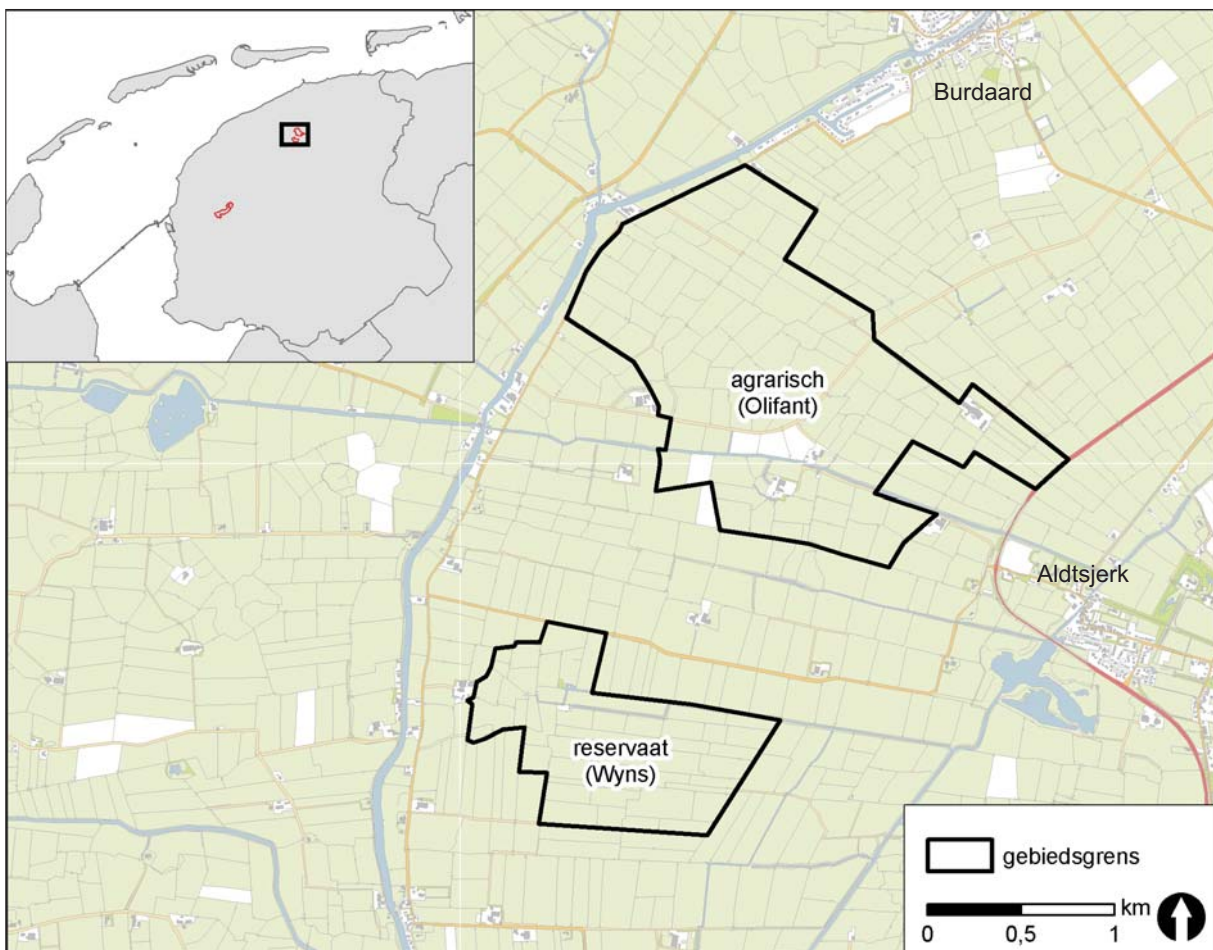 Burdaard
agrarisch
(Olifant)
Aldtsjerk
reservaat
(Wyns)
gebiedsgrens
km
0 0,5 1